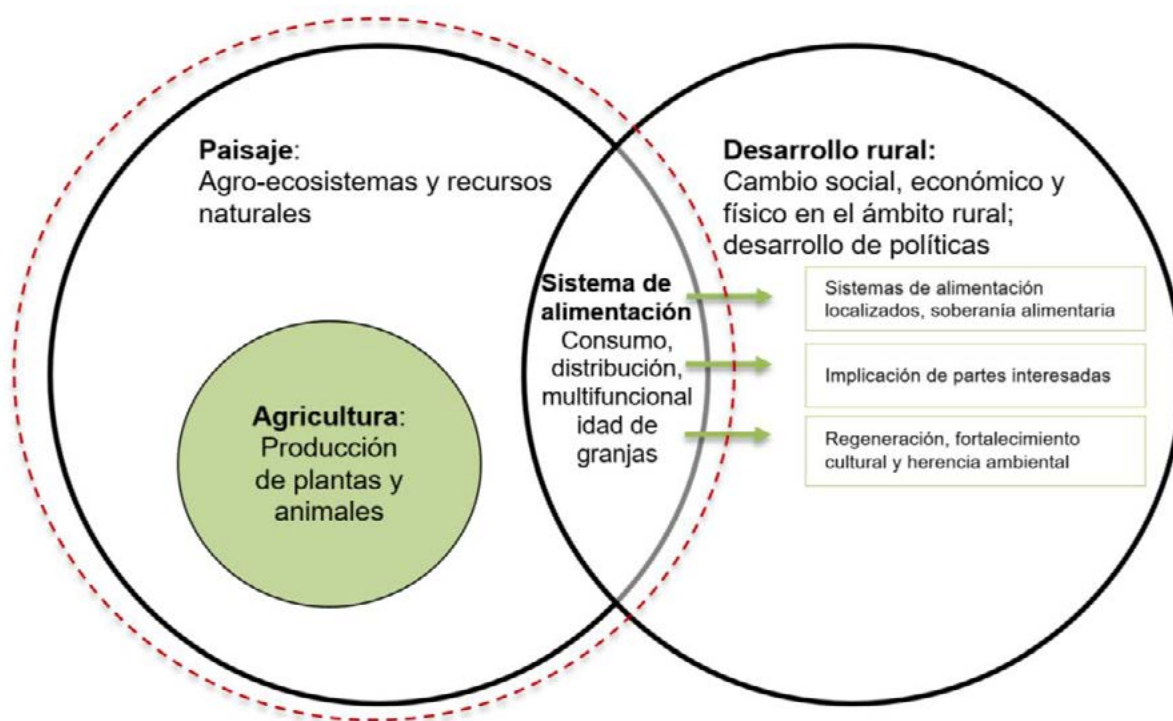 Paisaje:
Agro-ecosistemas y recursos
naturales
Agricultura:
Producción
de plantas y
animales
Sistema de
alimentación
Consumo,
distribución,
multifuncional
idad de
granjas
Desarrollo rural:
Cambio social, económico y
físico en el ámbito rural;
desarrollo de políticas
Sistemas de alimentación
localizados, soberanía alimentaria
Implicación de partes interesadas
Regeneración, fortalecimiento
cultural y herencia ambiental